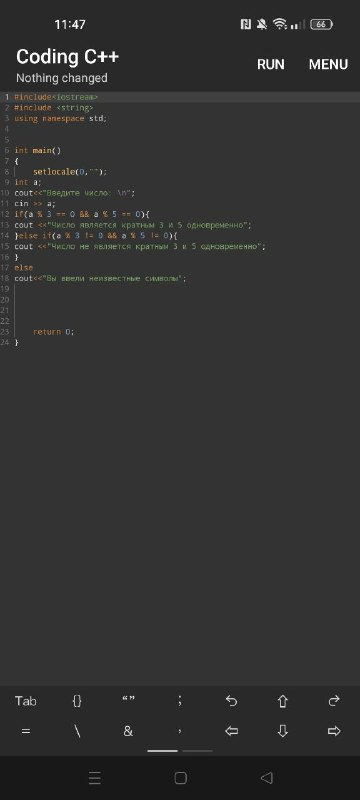 11:47
66
Coding C++
Nothing changed
RUN
MENU
1 #include<iostream>
2 #include <string>
3 using namespace std;
4
5
6 int main()
7 {
8 setlocale(0,"");
9 int a;
10 cout<<"Введите число: \n";
11 cin >> a;
12 if(a % 3 == 0 && a % 5 == 0){
13 cout <<"Число является кратным 3 и 5 одновременно";
14 }else if(a % 3 != 0 && a % 5 != 0){
15 cout <<"Число не является кратным 3 и 5 одновременно";
16 }
17 else
18 cout<<"Вы ввели неизвестные символы";
19
20
21
22
23 return 0;
24 }
Tab {} “” ;
= \ & ,